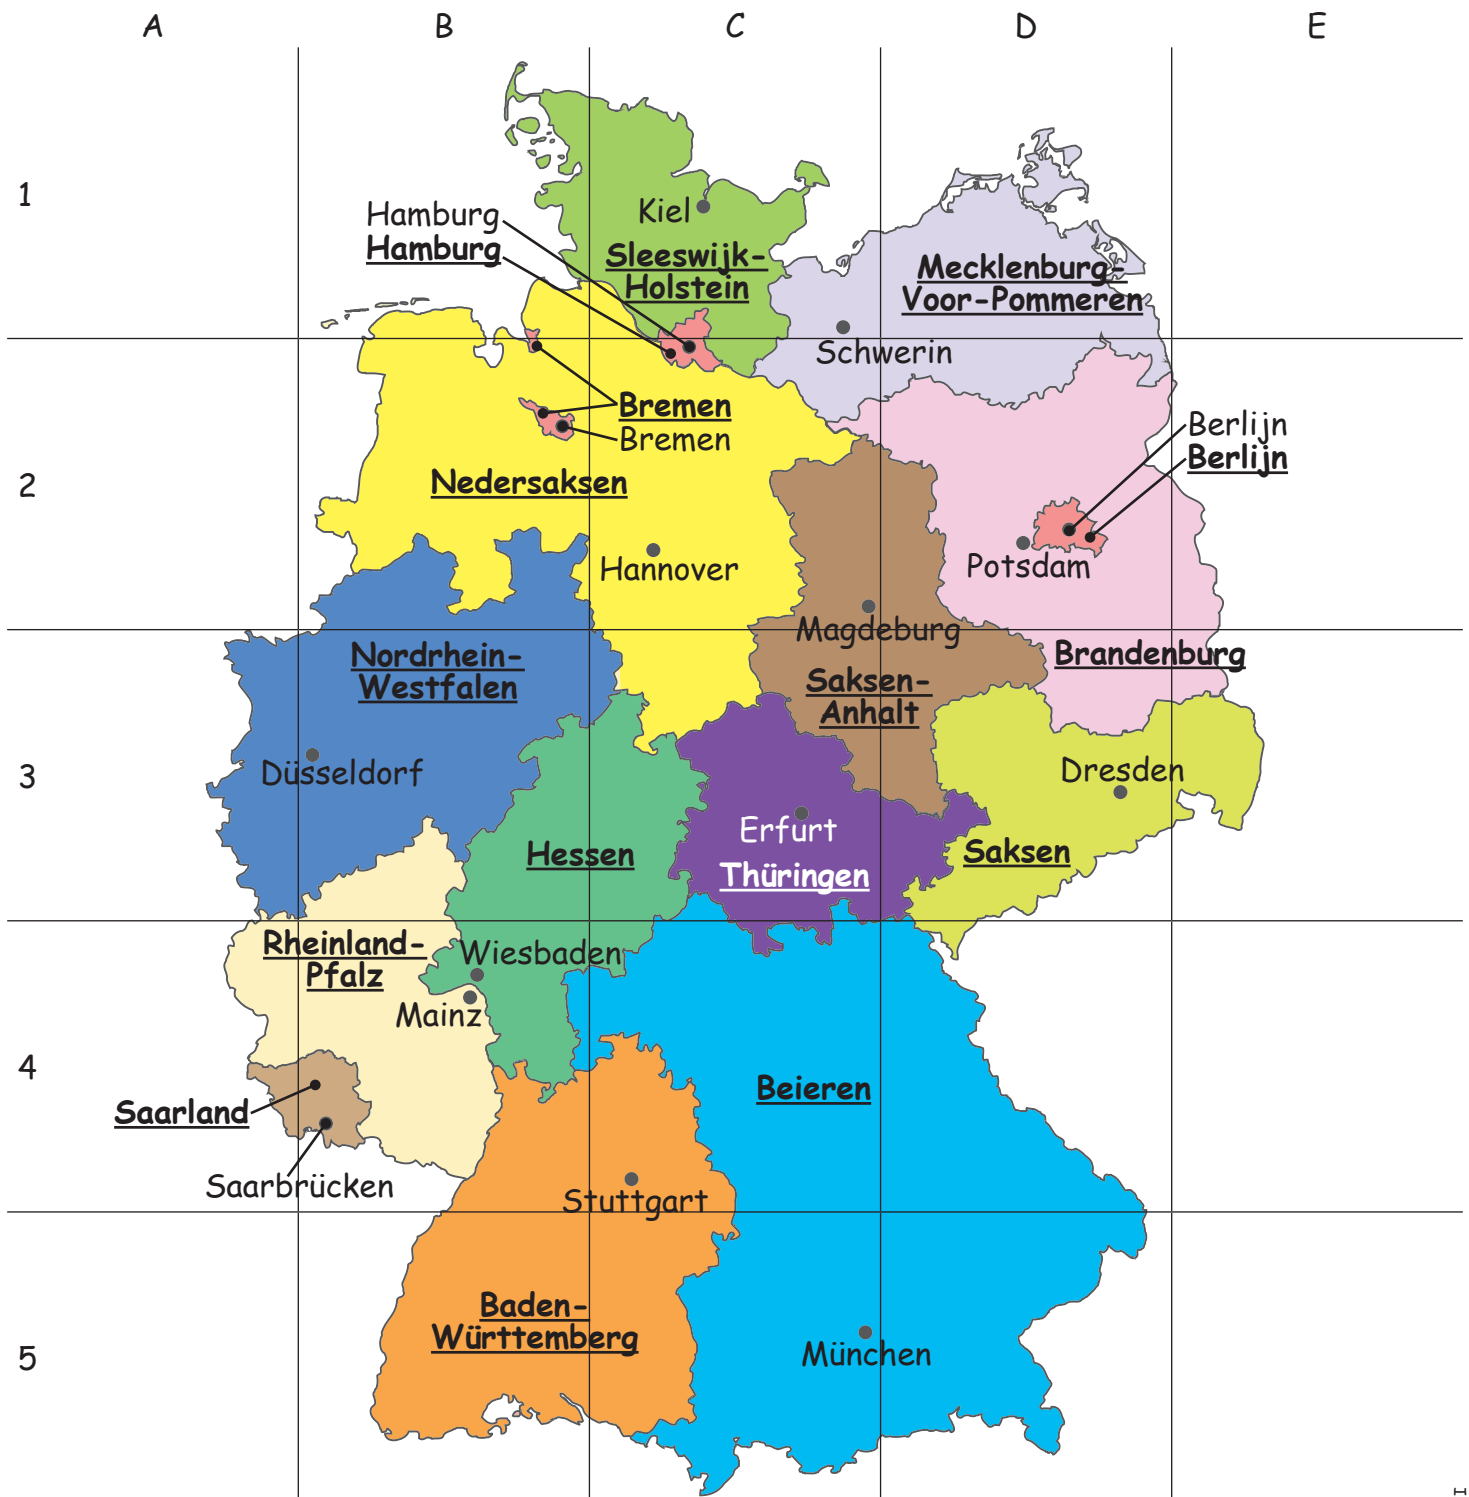 A B C D E
1
Kiel
Hamburg
Hamburg
Sleeswijk-
Holstein
Mecklenburg-
Voor-Pommeren
Schwerin
Bremen
Bremen
Berlijn
Berlijn
2
Nedersaksen
Hannover
Potsdam
Magdeburg
Nordrhein-
Westfalen
Brandenburg
Saksen-
Anhalt
3
Düsseldorf
Dresden
Erfurt
Hessen
Saksen
Thüringen
Rheinland-
Pfalz
Wiesbaden
Mainz
4
Beieren
Saarland
Saarbrücken
Stuttgart
Baden-
Württemberg
5
München